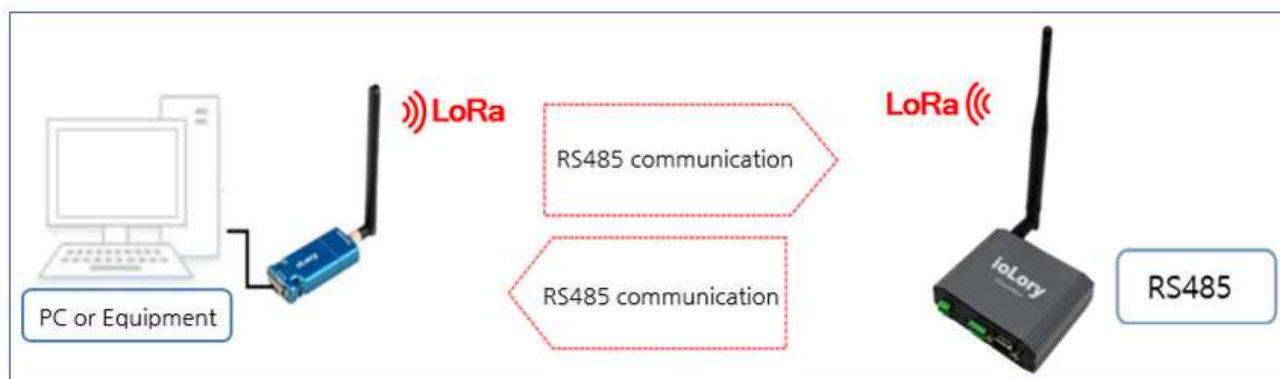 LoRa
LoRa
RS485 communication
RS485 communication
ioLory
RS485
PC or Equipment